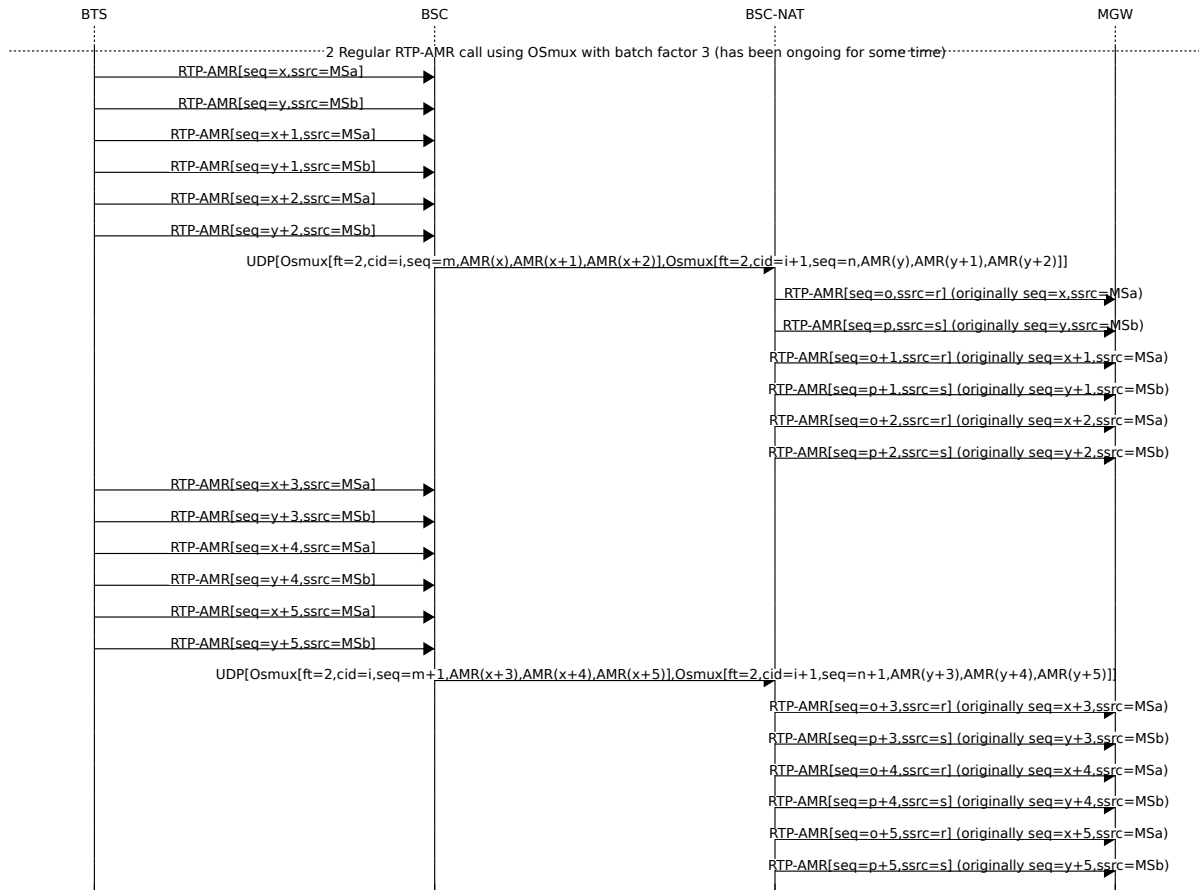 BTS BSC BSC-NAT MGW
2 Regular RTP-AMR call using OSmux with batch factor 3 (has been ongoing for some time)
RTP-AMR[seq=x,ssrc=MSa]
RTP-AMR[seq=y,ssrc=MSb]
RTP-AMR[seq=x+1,ssrc=MSa]
RTP-AMR[seq=y+1,ssrc=MSb]
RTP-AMR[seq=x+2,ssrc=MSa]
RTP-AMR[seq=y+2,ssrc=MSb]
UDP[Osmux[ft=2,cid=i,seq=m,AMR(x),AMR(x+1),AMR(x+2)],Osmux[ft=2,cid=i+1,seq=n,AMR(y),AMR(y+1),AMR(y+2)]]
RTP-AMR[seq=o,ssrc=r] (originally seq=x,ssrc=MSa)
RTP-AMR[seq=p,ssrc=s] (originally seq=y,ssrc=MSb)
RTP-AMR[seq=o+1,ssrc=r] (originally seq=x+1,ssrc=MSa)
RTP-AMR[seq=p+1,ssrc=s] (originally seq=y+1,ssrc=MSb)
RTP-AMR[seq=o+2,ssrc=r] (originally seq=x+2,ssrc=MSa)
RTP-AMR[seq=p+2,ssrc=s] (originally seq=y+2,ssrc=MSb)
RTP-AMR[seq=x+3,ssrc=MSa]
RTP-AMR[seq=y+3,ssrc=MSb]
RTP-AMR[seq=x+4,ssrc=MSa]
RTP-AMR[seq=y+4,ssrc=MSb]
RTP-AMR[seq=x+5,ssrc=MSa]
RTP-AMR[seq=y+5,ssrc=MSb]
UDP[Osmux[ft=2,cid=i,seq=m+1,AMR(x+3),AMR(x+4),AMR(x+5)],Osmux[ft=2,cid=i+1,seq=n+1,AMR(y+3),AMR(y+4),AMR(y+5)]]
RTP-AMR[seq=o+3,ssrc=r] (originally seq=x+3,ssrc=MSa)
RTP-AMR[seq=p+3,ssrc=s] (originally seq=y+3,ssrc=MSb)
RTP-AMR[seq=o+4,ssrc=r] (originally seq=x+4,ssrc=MSa)
RTP-AMR[seq=p+4,ssrc=s] (originally seq=y+4,ssrc=MSb)
RTP-AMR[seq=o+5,ssrc=r] (originally seq=x+5,ssrc=MSa)
RTP-AMR[seq=p+5,ssrc=s] (originally seq=y+5,ssrc=MSb)